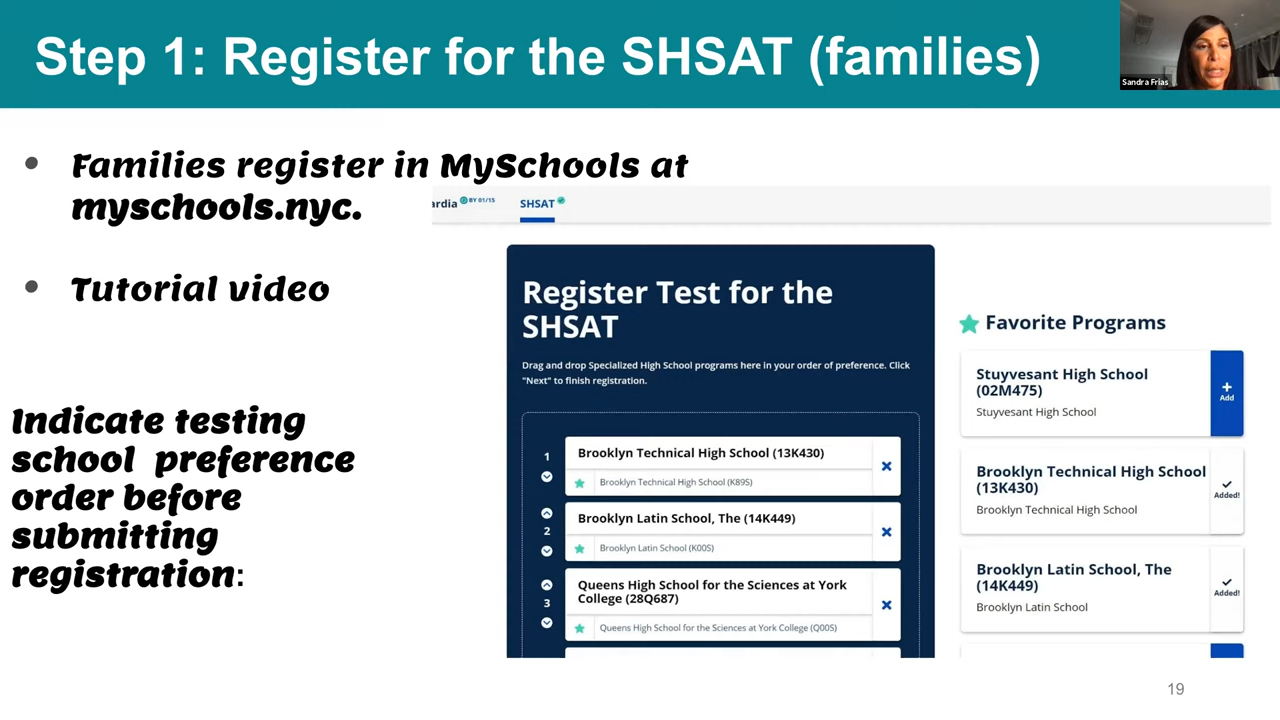 Step 1: Register for the SHSAT (families)
Sandra Frias
• Families register in MySchools at
myschools.nyc.
• Tutorial video
Indicate testing
school preference
order before
submitting
registration:
ardia BY 01/15 SHSAT
Register Test for the
SHSAT
Drag and drop Specialized High School programs here in your order of preference. Click
"Next" to finish registration.
1
Brooklyn Technical High School (13K430)
Brooklyn Technical High School (K89S)
2
Brooklyn Latin School, The (14K449)
Brooklyn Latin School (K00S)
3
Queens High School for the Sciences at York
College (28Q687)
Queens High School for the Sciences at York College (Q00S)
Favorite Programs
Stuyvesant High School
(02M475)
Stuyvesant High School
Add
Brooklyn Technical High School
(13K430)
Brooklyn Technical High School
Added!
Brooklyn Latin School, The
(14K449)
Brooklyn Latin School
Added!
19